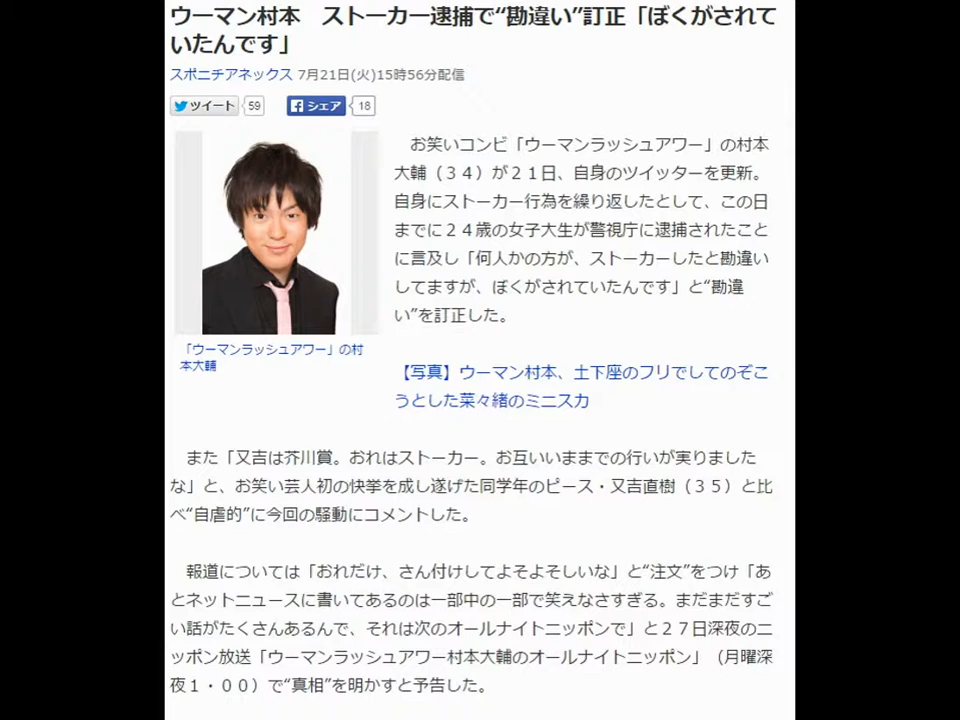 ウーマン村本　ストーカー逮捕で“勘違い”訂正「ぼくがされて
いたんです」
スポニチアネックス 7月21日(火)15時56分配信
ツイート 59 シェア 18
お笑いコンビ「ウーマンラッシュアワー」の村本
大輔（３４）が２１日、自身のツイッターを更新。
自身にストーカー行為を繰り返したとして、この日
までに２４歳の女子大生が警視庁に逮捕されたこと
に言及し「何人かの方が、ストーカーしたと勘違い
してますが、ぼくがされていたんです」と“勘違
い”を訂正した。
「ウーマンラッシュアワー」の村
本大輔
【写真】ウーマン村本、土下座のフリでしてのぞこ
うとした菜々緒のミニスカ
また「又吉は芥川賞。おれはストーカー。お互いいままでの行いが実りました
な」と、お笑い芸人初の快挙を成し遂げた同学年のピース・又吉直樹（３５）と比
べ“自虐的”に今回の騒動にコメントした。
報道については「おれだけ、さん付けしてよそよそしいな」と“注文”をつけ「あ
とネットニュースに書いてあるのは一部中の一部で笑えなさすぎる。まだまだすご
い話がたくさんあるんで、それは次のオールナイトニッポンで」と２７日深夜のニ
ッポン放送「ウーマンラッシュアワー村本大輔のオールナイトニッポン」（月曜深
夜１・００）で“真相”を明かすと予告した。